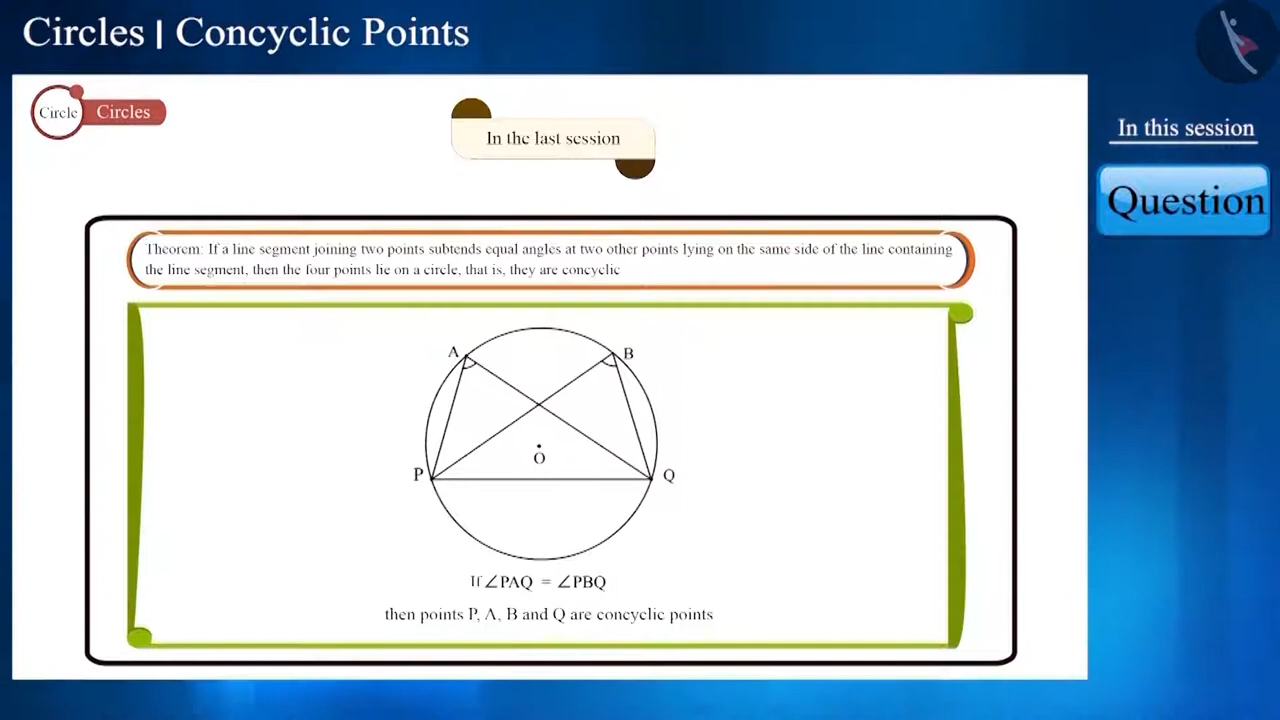 Circles | Concyclic Points
Circle
Circles
In the last session
In this session
Question
Theorem: If a line segment joining two points subtends equal angles at two other points lying on the same side of the line containing
the line segment, then the four points lie on a circle, that is, they are concyclic
A
B
O
P
Q
If ∠PAQ = ∠PBQ
then points P, A, B and Q are concyclic points